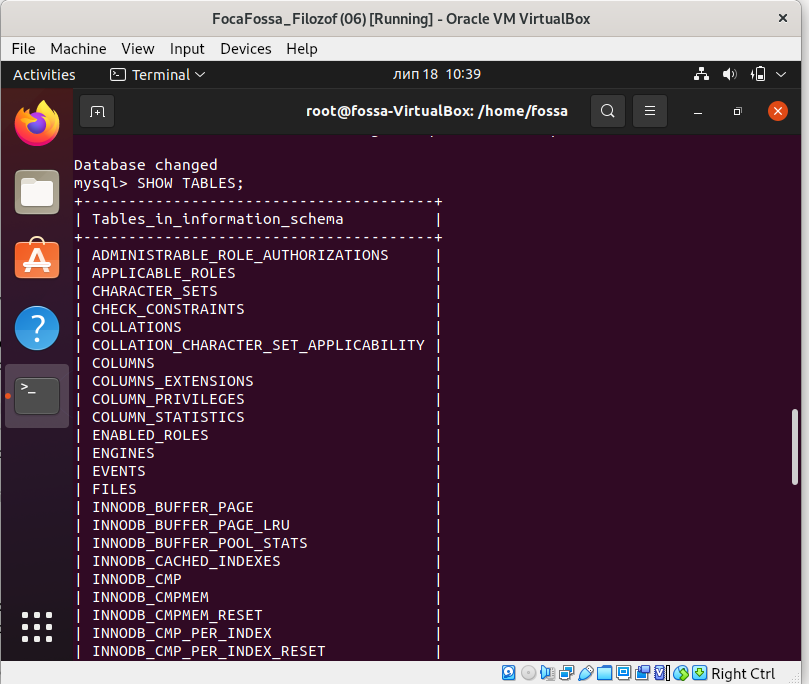 FocaFossa_Filozof (06) [Running] - Oracle VM VirtualBox
File Machine View Input Devices Help
Activities Terminal лип 18 10:39
root@fossa-VirtualBox: /home/fossa
Database changed
mysql> SHOW TABLES;
+---------------------------------------+
| Tables_in_information_schema |
+---------------------------------------+
| ADMINISTRABLE_ROLE_AUTHORIZATIONS |
| APPLICABLE_ROLES |
| CHARACTER_SETS |
| CHECK_CONSTRAINTS |
| COLLATIONS |
| COLLATION_CHARACTER_SET_APPLICABILITY |
| COLUMNS |
| COLUMNS_EXTENSIONS |
| COLUMN_PRIVILEGES |
| COLUMN_STATISTICS |
| ENABLED_ROLES |
| ENGINES |
| EVENTS |
| FILES |
| INNODB_BUFFER_PAGE |
| INNODB_BUFFER_PAGE_LRU |
| INNODB_BUFFER_POOL_STATS |
| INNODB_CACHED_INDEXES |
| INNODB_CMP |
| INNODB_CMPMEM |
| INNODB_CMPMEM_RESET |
| INNODB_CMP_PER_INDEX |
| INNODB_CMP_PER_INDEX_RESET |
Right Ctrl